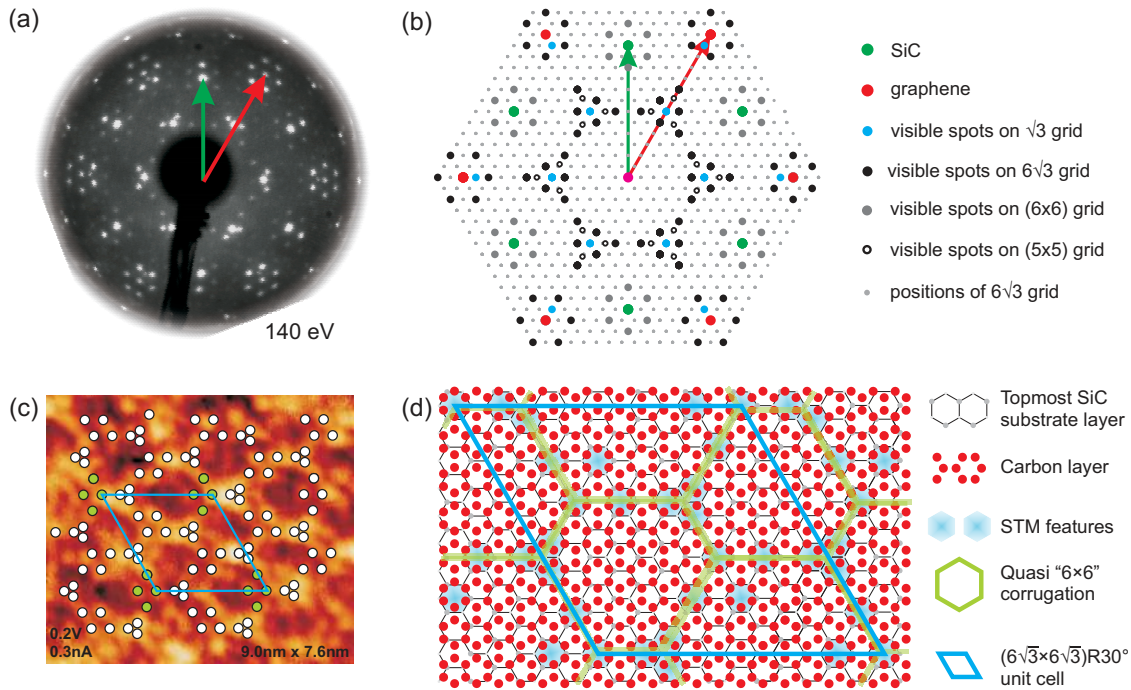 (a)
140 eV
(b)
SiC
graphene
visible spots on √3 grid
visible spots on 6√3 grid
visible spots on (6x6) grid
visible spots on (5x5) grid
positions of 6√3 grid
(c)
0.2V
0.3nA
9.0nm x 7.6nm
(d)
Topmost SiC
substrate layer
Carbon layer
STM features
Quasi “6×6”
corrugation
(6√3×6√3)R30°
unit cell